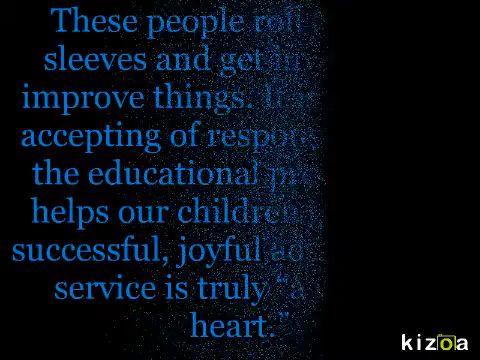 These people roll
sleeves and get
improve things.
accepting of
the educational
helps our children
successful, joyful
service is truly “a
heart.”
kizoa